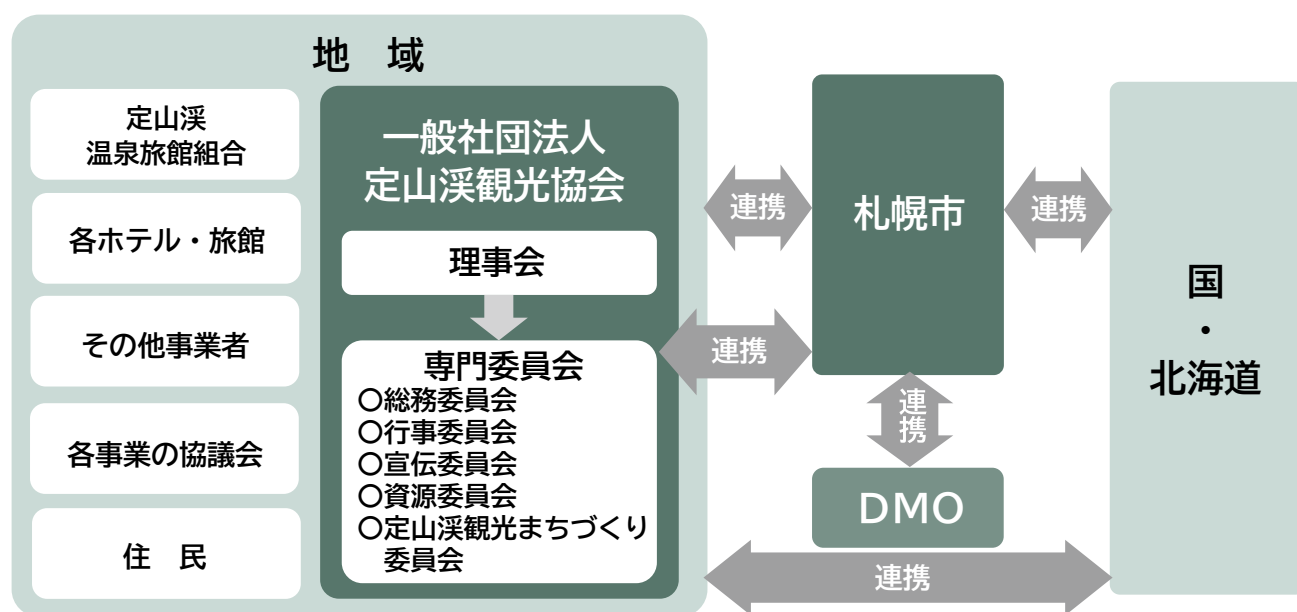 地　域
定山渓
温泉旅館組合
各ホテル・旅館
その他事業者
各事業の協議会
住　民
一般社団法人
定山渓観光協会
理事会
専門委員会
〇総務委員会
〇行事委員会
〇宣伝委員会
〇資源委員会
〇定山渓観光まちづくり
委員会
連携
連携
札幌市
連携
連携
DMO
連携
国
・
北海道